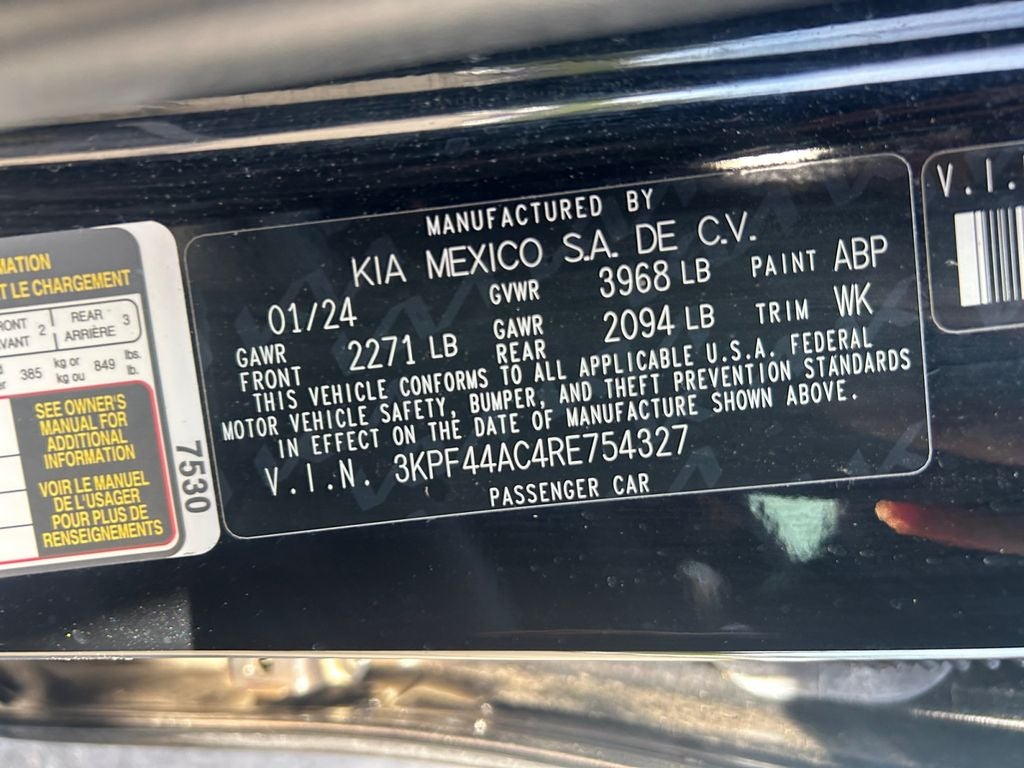 MATION
T LE CHARGEMENT
RONT 2 REAR 3
VANT ARRIÈRE
385 kg or 849 lbs.
kg ou lb.
SEE OWNER'S
MANUAL FOR
ADDITIONAL
INFORMATION
VOIR LE MANUEL
DE L'USAGER
POUR PLUS DE
RENSEIGNEMENTS
7530
MANUFACTURED BY
KIA MEXICO S.A. DE C.V.
01/24 GVWR 3968 LB PAINT ABP
GAWR FRONT 2271 LB GAWR REAR 2094 LB TRIM WK
THIS VEHICLE CONFORMS TO ALL APPLICABLE U.S.A. FEDERAL
MOTOR VEHICLE SAFETY, BUMPER, AND THEFT PREVENTION STANDARDS
IN EFFECT ON THE DATE OF MANUFACTURE SHOWN ABOVE.
V.I.N. 3KPF44AC4RE754327
PASSENGER CAR
V.I.